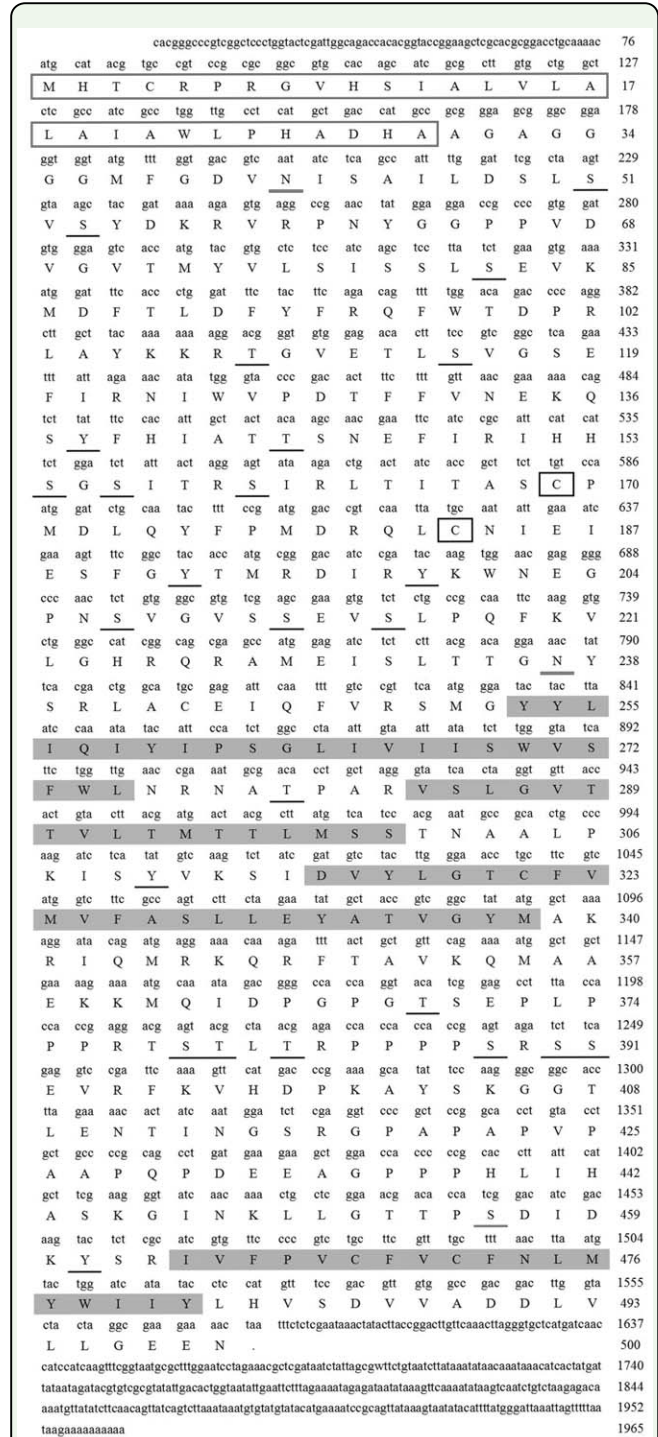 cacgggcccgtcggctccctggtactcgattggcagaccacacggtaccggaagctcgcacgcggacctgcaaaac 76
atg cat acg tgc cgt ccg cgc ggc gtg cac agc atc gcg ctt gtg ctg gct 127
M H T C R P R G V H S I A L V L A 17
ctc gcc atc gcc tgg ttg cct cat gct gac cat gcc gcg gga gcg ggc gga 178
L A I A W L P H A D H A A G A G G 34
ggt ggt atg ttt ggt gac gtc aat atc tca gcc att ttg gat tcg cta agt 229
G G M F G D V N I S A I L D S L S 51
gta agc tac gat aaa aga gtg agg ccg aac tat gga gga ccg ccc gtg gat 280
V S Y D K R V R P N Y G G P P V D 68
gtg gga gtc acc atg tac gtg ctc tcc atc agc tcc tta tct gaa gtg aaa 331
V G V T M Y V L S I S S L S E V K 85
atg gat ttc acc ctg gat ttc tac ttc aga cag ttt tgg aca gac ccc agg 382
M D F T L D F Y F R Q F W T D P R 102
ctt gct tac aaa aaa agg acg ggt gtg gag aca ctt tcc gtc ggc tca gaa 433
L A Y K K R T G V E T L S V G S E 119
ttt att aga aac ata tgg gta ccc gac act ttc ttt gtt aac gaa aaa cag 484
F I R N I W V P D T F F V N E K Q 136
tct tat ttc cac att gct act aca agc aac gaa ttc atc cgc att cat cat 535
S Y F H I A T T S N E F I R I H H 153
tct gga tct att act agg agt ata aga ctg act atc acc gct tct tgt cca 586
S G S I T R S I R L T I T A S C P 170
atg gat ctg caa tac ttt ccg atg gac cgt caa tta tgc aat att gaa atc 637
M D L Q Y F P M D R Q L C N I E I 187
gaa agt ttc ggc tac acc atg cgg gac atc cga tac aag tgg aac gag ggg 688
E S F G Y T M R D I R Y K W N E G 204
ccc aac tct gtg ggc gtg tcg agc gaa gtg tct ctg ccg caa ttc aag gtg 739
P N S V G V S S E V S L P Q F K V 221
ctg ggc cat cgg cag cga gcc atg gag atc tct ctt acg aca gga aac tat 790
L G H R Q R A M E I S L T T G N Y 238
tca cga ctg gca tgc gag att caa ttt gtc cgt tca atg gga tac tac tta 841
S R L A C E I Q F V R S M G Y Y L 255
atc caa ata tac att cca tct ggc cta att gta att ata tct tgg gta tca 892
I Q I Y I P S G L I V I I S W V S 272
ttc tgg ttg aac cga aat gcg aca cct gct agg gta tca cta ggt gtt acc 943
F W L N R N A T P A R V S L G V T 289
act gta ctt acg atg act acg ctt atg tca tcc acg aat gcc gca ctg ccc 994
T V L T M T T L M S S T N A A L P 306
aag atc tca tat gtc aag tct atc gat gtc tac ttg gga acc tgc ttc gtc 1045
K I S Y V K S I D V Y L G T C F V 323
atg gtc ttc gcc agt ctt cta gaa tat gct acc gtc ggc tat atg gct aaa 1096
M V F A S L L E Y A T V G Y M A K 340
agg ata cag atg agg aaa caa aga ttt act gct gtt cag aaa atg gct gct 1147
R I Q M R K Q R F T A V K Q M A A 357
gaa aag aaa atg caa ata gac ggg cca cca ggt aca tcg gag cct tta cca 1198
E K K M Q I D P G P G T S E P L P 374
cca ccg agg acg agt acg cta acg aga cca cca cca ccg agt aga tct tca 1249
P P R T S T L T R P P P P S R S S 391
gag gtc cga ttc aaa gtt cat gac ccg aaa gca tat tcc aag ggc ggc acc 1300
E V R F K V H D P K A Y S K G G T 408
tta gaa aac act atc aat gga tct cga ggt ccc gct ccg gca cct gta cct 1351
L E N T I N G S R G P A P A P V P 425
gct gcc ccg cag cct gat gaa gaa gct gga cca ccc ccg cac ctt att cat 1402
A A P Q P D E E A G P P P H L I H 442
gct tcg aag ggt atc aac aaa ctg ctc gga acg aca cca tcg gac atc gac 1453
A S K G I N K L L G T T P S D I D 459
aag tac tct cgc atc gtg ttc ccc gtc tgc ttc gtt tgc ttt aac tta atg 1504
K Y S R I V F P V C F V C F N L M 476
tac tgg atc ata tac ctc cat gtt tcc gac gtt gtg gcc gac gac ttg gta 1555
Y W I I Y L H V S D V V A D D L V 493
cta cta ggc gaa gaa aac taa tttctctcgaataaactatacttaccggacttgttcaaacttagggtgctcatgatcaac 1637
L L G E E N . 500
catccatcaagtttcggtaatgcgctttggaatcctagaaacgctcgataatctattagcgwttctgtaatcttataaatataacaaataaacatcactatgat 1740
tataatagatacgtgtcgcgtatattgacactggtaatattgaattctttagaaaatagagataatataaagttcaaaatataagtcaatctgtctaagagaca 1844
aaatgttatatcttcaacagttatcagtcttaaataaatgtgtatgtatacatgaaaatccgcagttataaagtaatatacattttatgggattaaattagtttttaa 1952
taagaaaaaaaaaa 1965